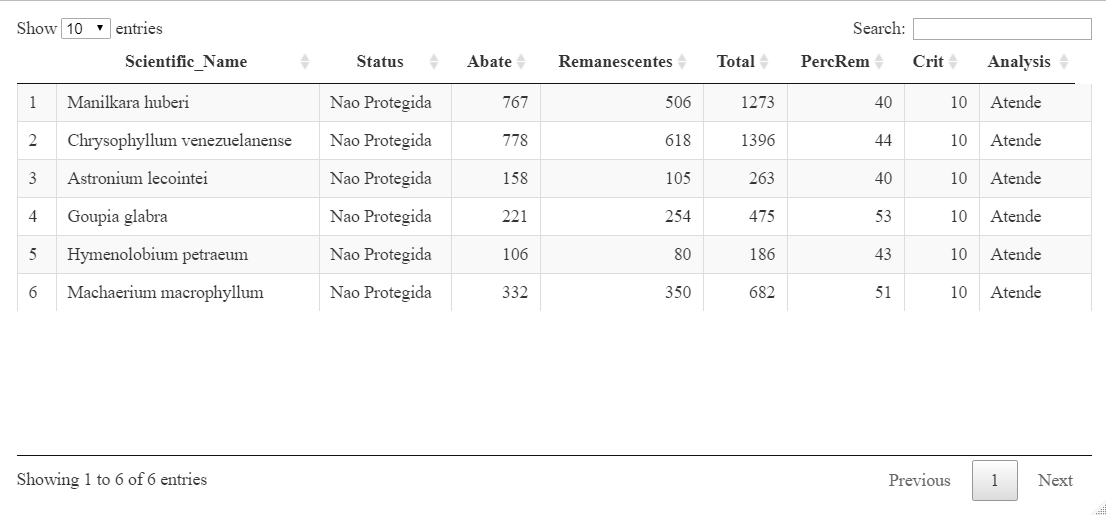 Show 10 entries Search:
Scientific_Name Status Abate Remanescentes Total PercRem Crit Analysis
1 Manilkara huberi Nao Protegida 767 506 1273 40 10 Atende
2 Chrysophyllum venezuelanense Nao Protegida 778 618 1396 44 10 Atende
3 Astronium lecointei Nao Protegida 158 105 263 40 10 Atende
4 Goupia glabra Nao Protegida 221 254 475 53 10 Atende
5 Hymenolobium petraeum Nao Protegida 106 80 186 43 10 Atende
6 Machaerium macrophyllum Nao Protegida 332 350 682 51 10 Atende
Showing 1 to 6 of 6 entries Previous 1 Next